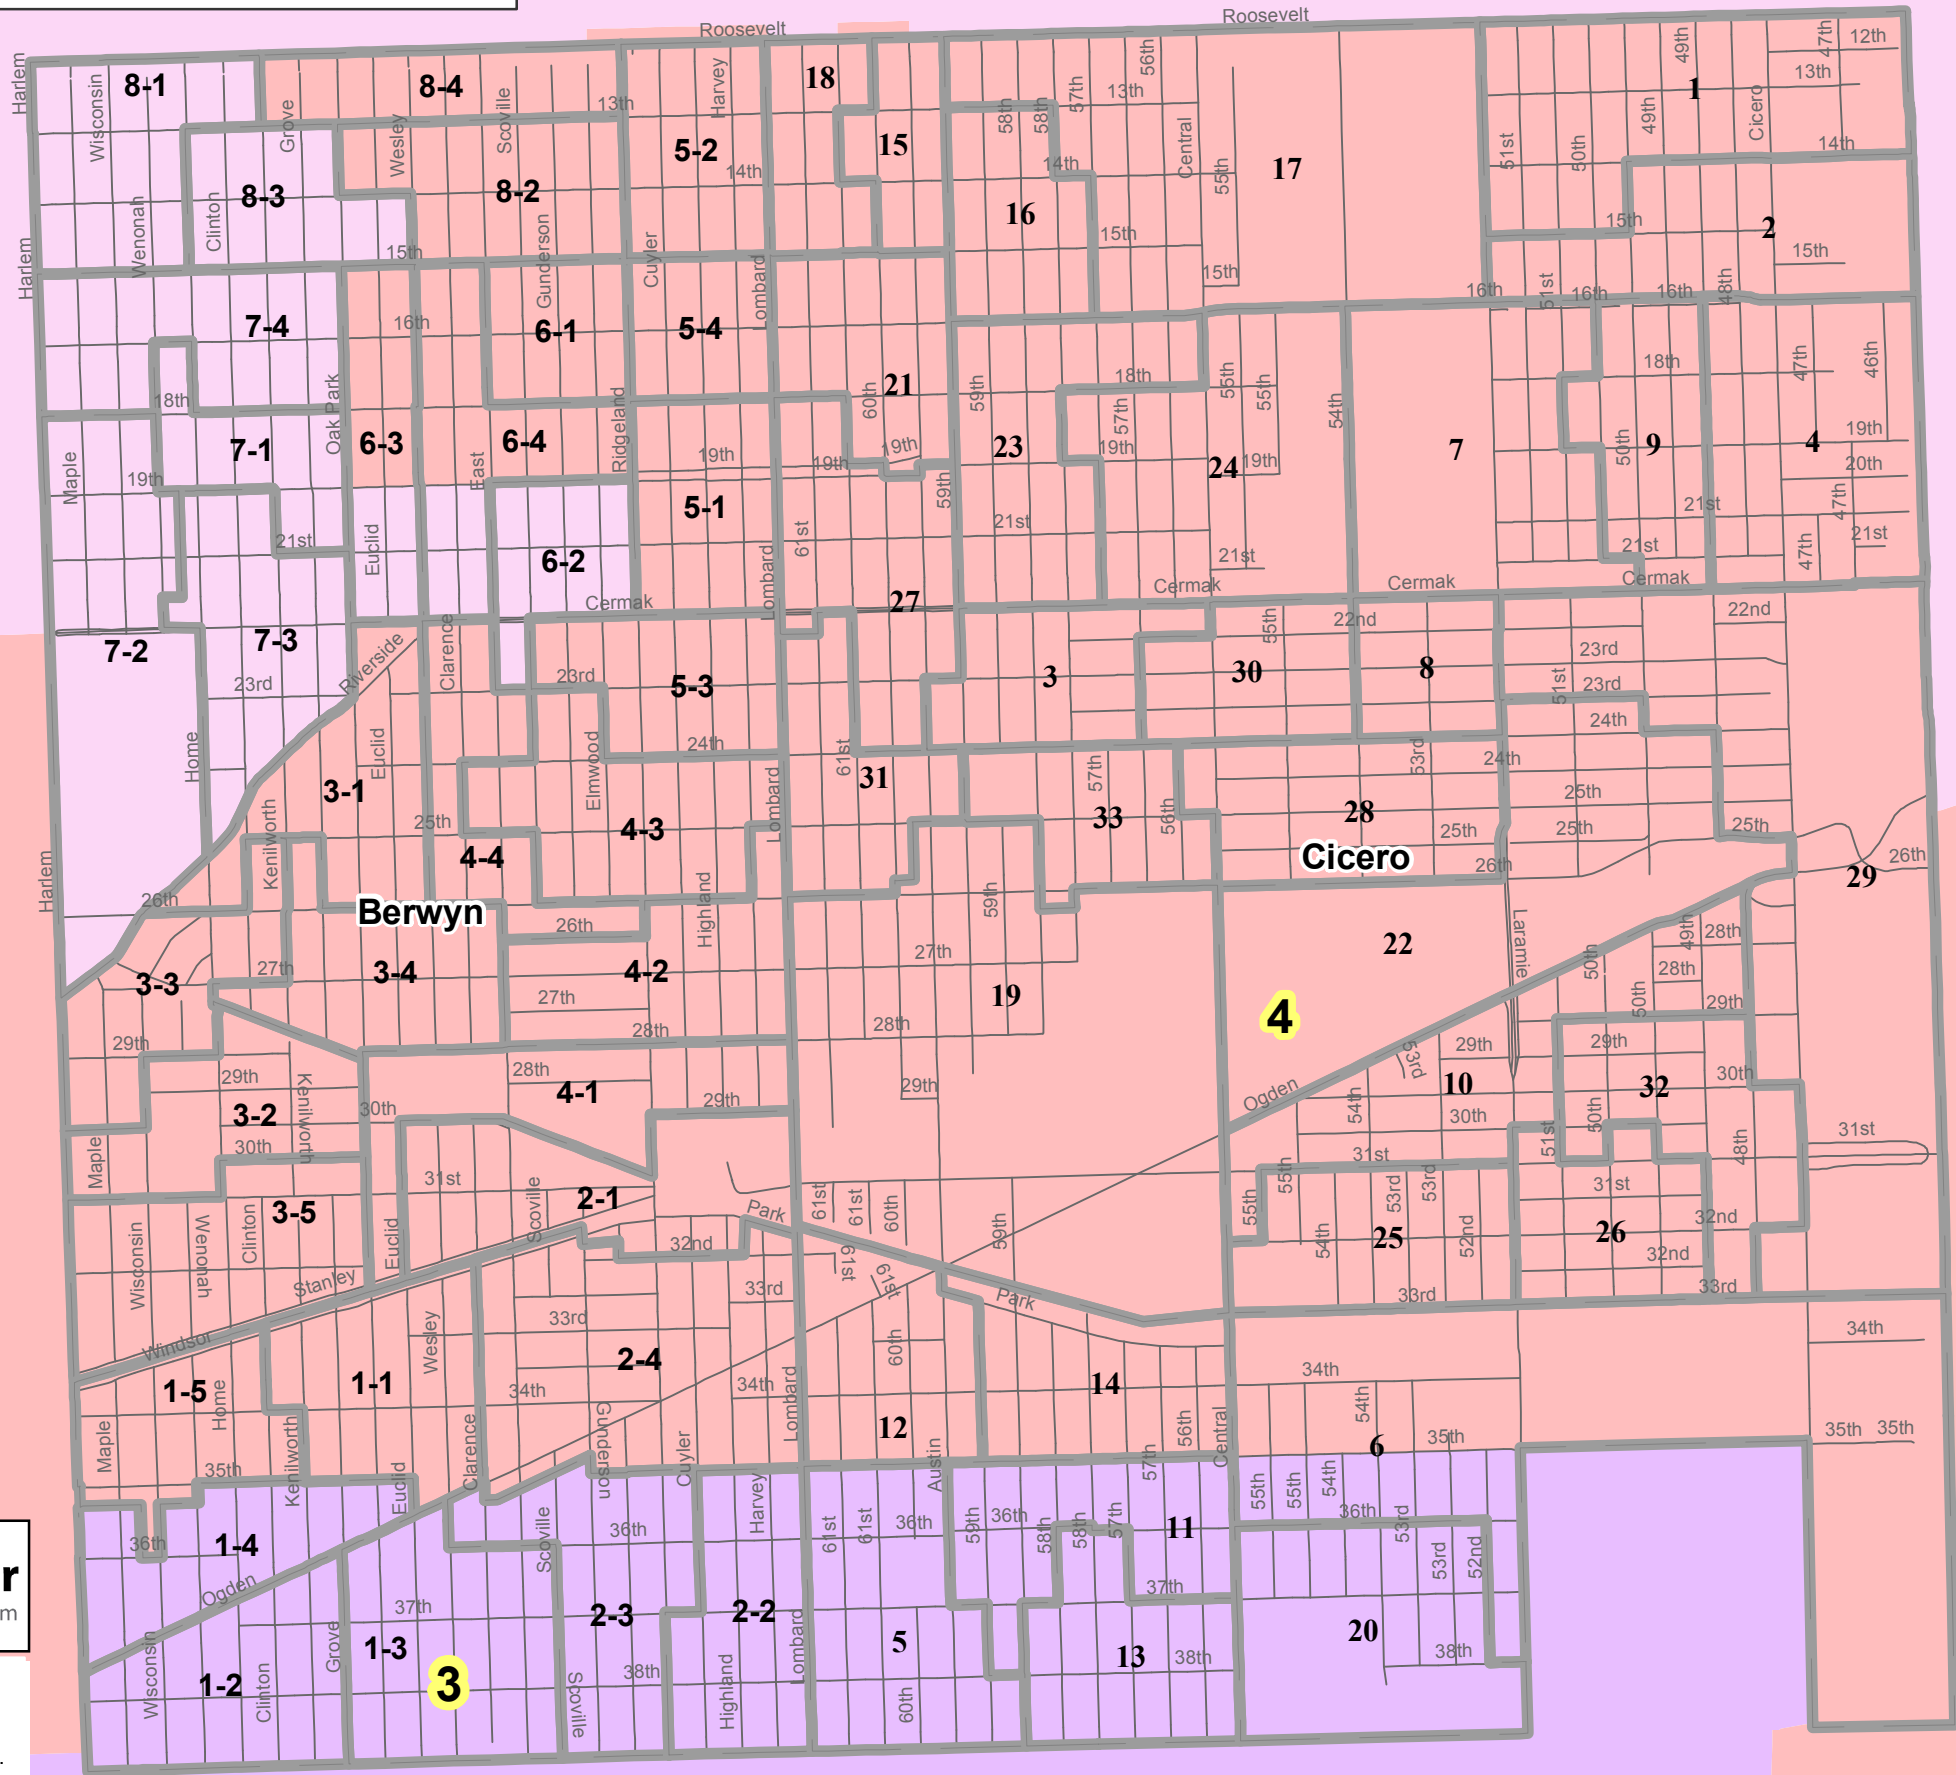 Roosevelt
Roosevelt
Harlem
8-1
Wisconsin
Grove
8-4
Wesley
Scoville
13th
Harvey
18
15
5-2
14th
58th
58th
57th
56th
13th
14th
Central
55th
17
49th
1
47th
12th
13th
49th
Cicero
51st
50th
14th
8-3
8-2
Wenonah
Clinton
Gunderson
Cuyler
16
15th
15th
15th
2
15th
Harlem
15th
7-4
16th
6-1
5-4
Lombard
16th
51st
16th
16th
48th
18th
Oak Park
Ridgeland
21
60th
59th
18th
57th
55th
55th
54th
18th
47th
46th
7-1
6-3
6-4
19th
19th
19th
23
19th
24
19th
7
50th
9
4
19th
20th
Maple
19th
East
5-1
59th
21st
47th
21st
21st
Euclid
6-2
61st
Lombard
21st
21st
47th
21st
Cermak
27
Cermak
Cermak
Cermak
7-2
7-3
Riverside
Clarence
23rd
23rd
5-3
3
55th
22nd
30
8
22nd
23rd
23rd
51st
24th
Home
Euclid
Elmwood
24th
61st
31
57th
53rd
24th
3-1
Kenilworth
25th
4-4
4-3
Lombard
33
56th
28
25th
25th
25th
25th
Cicero
26th
26th
29
Harlem
26th
Berwyn
26th
Highland
59th
22
Laramie
49th
28th
3-3
27th
3-4
4-2
27th
27th
19
4
50th
28th
50th
29th
29th
28th
28th
29th
3-2
29th
Kenilworth
30th
28th
4-1
29th
29th
Ogden
53rd
29th
10
54th
30th
29th
32
30th
50th
51st
48th
31st
Maple
30th
31st
Scoville
2-1
Park
61st
61st
60th
59th
55th
55th
31st
53rd
53rd
31st
3-5
Wisconsin
Wenonah
Clinton
Euclid
32nd
61st
61st
54th
25
52nd
26
32nd
32nd
Stanley
33rd
Park
33rd
33rd
Windsor
33rd
Wesley
2-4
60th
34th
1-5
1-1
34th
34th
14
34th
Maple
Home
Kenilworth
Clarence
Gunderson
Cuyler
Lombard
12
Austin
56th
Central
54th
6
35th
35th
35th
35th
Euclid
57th
36th
1-4
Scoville
36th
Harvey
61st
61st
36th
59th
36th
58th
58th
57th
11
55th
55th
54th
36th
53rd
53rd
52nd
r
m
Ogden
37th
2-3
2-2
37th
Grove
1-3
3
1-2
Wisconsin
Clinton
Scoville
38th
Highland
Lombard
5
60th
13
38th
20
38th
.